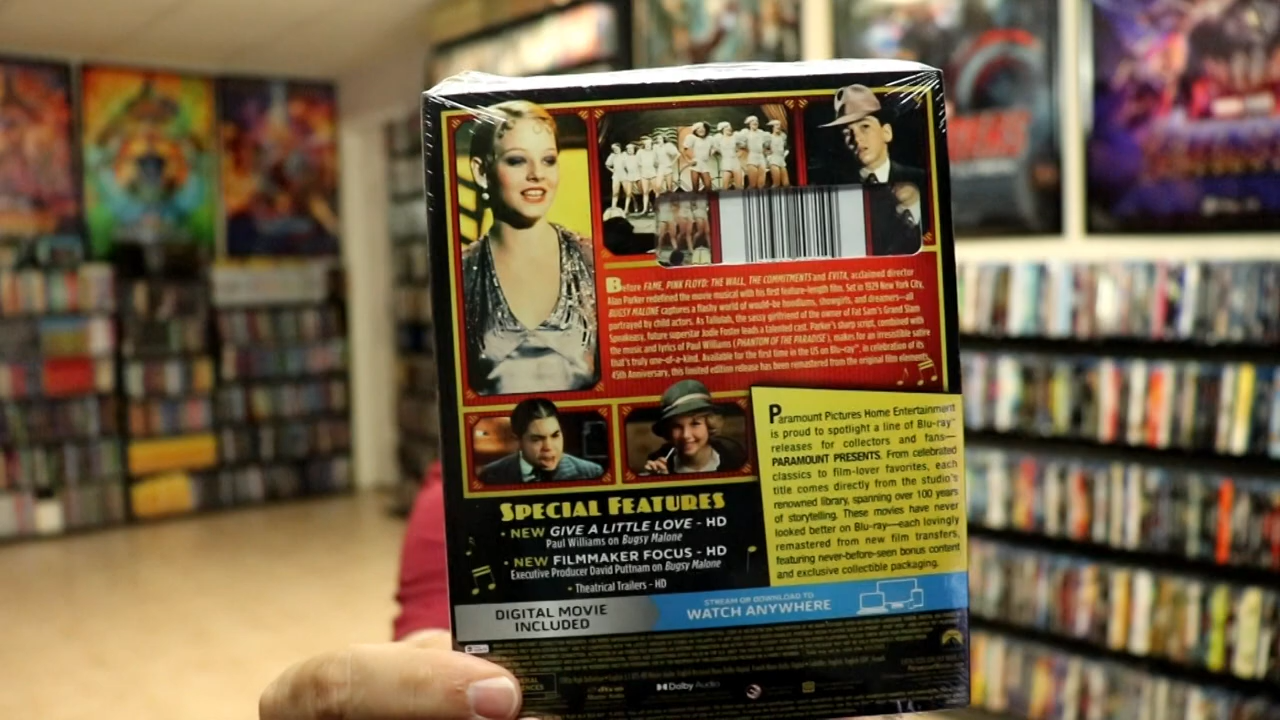 Before FAME, PINK FLOYD: THE WALL, THE COMMITMENTS and EVITA, acclaimed director
Alan Parker redefined the movie musical with his first feature-length film. Set in 1929 New York City,
BUGSY MALONE captures a flashy world of would-be hoodlums, showgirls, and dreamers—all
portrayed by child actors. As Tallulah, the sassy girlfriend of the owner of Fat Sam's Grand Slam
Speakeasy, future superstar Jodie Foster leads a talented cast. Parker's sharp script, combined with
the music and lyrics of Paul Williams (PHANTOM OF THE PARADISE), makes for an irresistible satire
that's truly one-of-a-kind. Available for the first time in the US on Blu-ray™, in celebration of its
45th Anniversary, this limited edition release has been remastered from the original film elements.
Paramount Pictures Home Entertainment
is proud to spotlight a line of Blu-ray™
releases for collectors and fans—
PARAMOUNT PRESENTS. From celebrated
classics to film-lover favorites, each
title comes directly from the studio's
renowned library, spanning over 100 years
of storytelling. These movies have never
looked better on Blu-ray—each lovingly
remastered from new film transfers,
featuring never-before-seen bonus content
and exclusive collectible packaging.
SPECIAL FEATURES
• NEW GIVE A LITTLE LOVE - HD
Paul Williams on Bugsy Malone
• NEW FILMMAKER FOCUS - HD
Executive Producer David Puttnam on Bugsy Malone
• Theatrical Trailers - HD
DIGITAL MOVIE
INCLUDED
STREAM OR DOWNLOAD TO
WATCH ANYWHERE
Dolby Audio